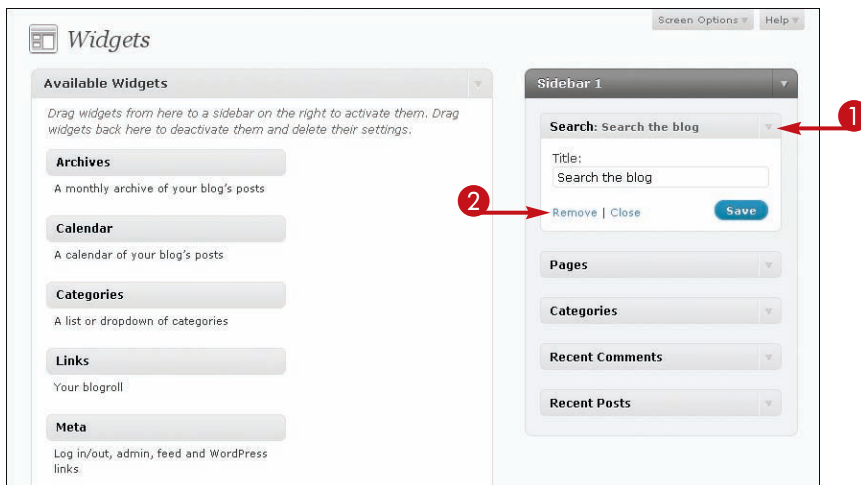 Screen Options
Help
Widgets
Available Widgets
Drag widgets from here to a sidebar on the right to activate them. Drag
widgets back here to deactivate them and delete their settings.
Archives
A monthly archive of your blog's posts
Calendar
A calendar of your blog's posts
Categories
A list or dropdown of categories
Links
Your blogroll
Meta
Log in/out, admin, feed and WordPress
links
Sidebar 1
Search: Search the blog
1
Title:
Search the blog
2
Remove | Close
Save
Pages
Categories
Recent Comments
Recent Posts